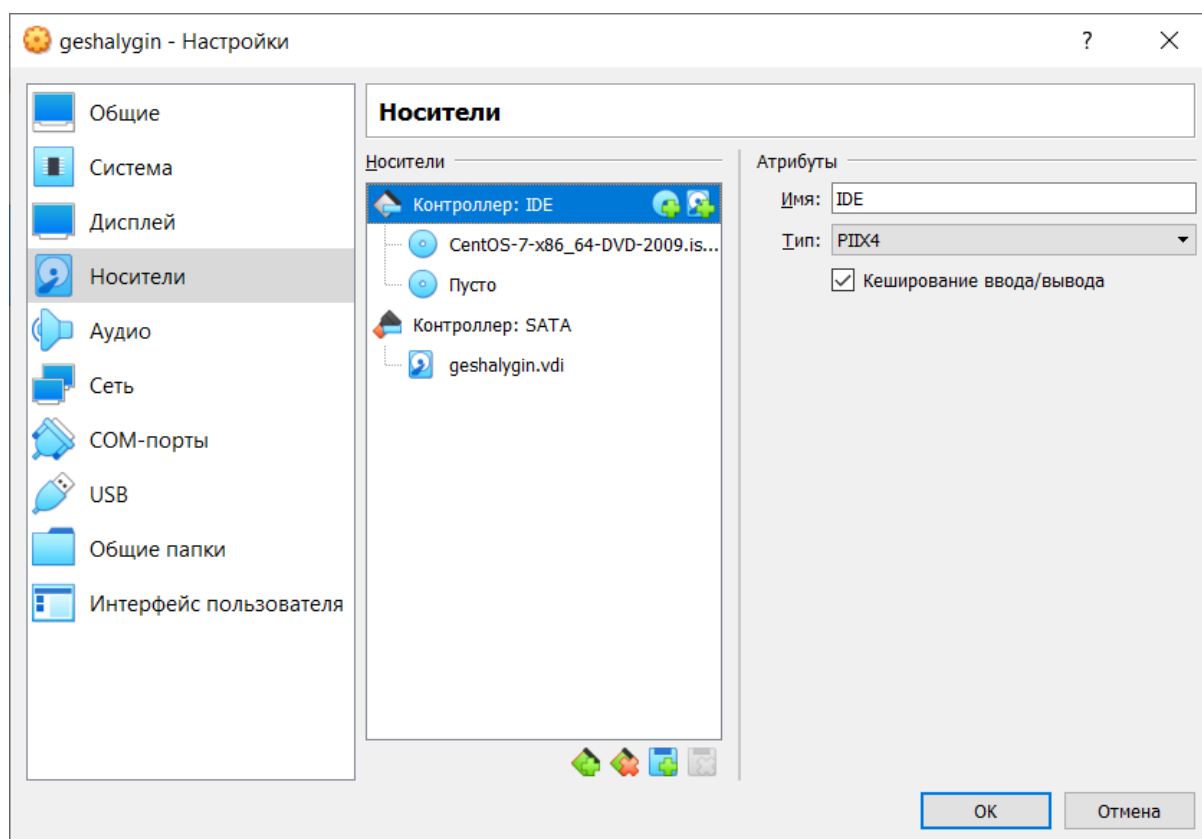 geshalygin - Настройки
?
Общие
Система
Дисплей
Носители
Аудио
Сеть
COM-порты
USB
Общие папки
Интерфейс пользователя
Носители
Носители
Контроллер: IDE
CentOS-7-x86_64-DVD-2009.is...
Пусто
Контроллер: SATA
geshalygin.vdi
Атрибуты
Имя: IDE
Тип: PIIX4
Кеширование ввода/вывода
OK
Отмена